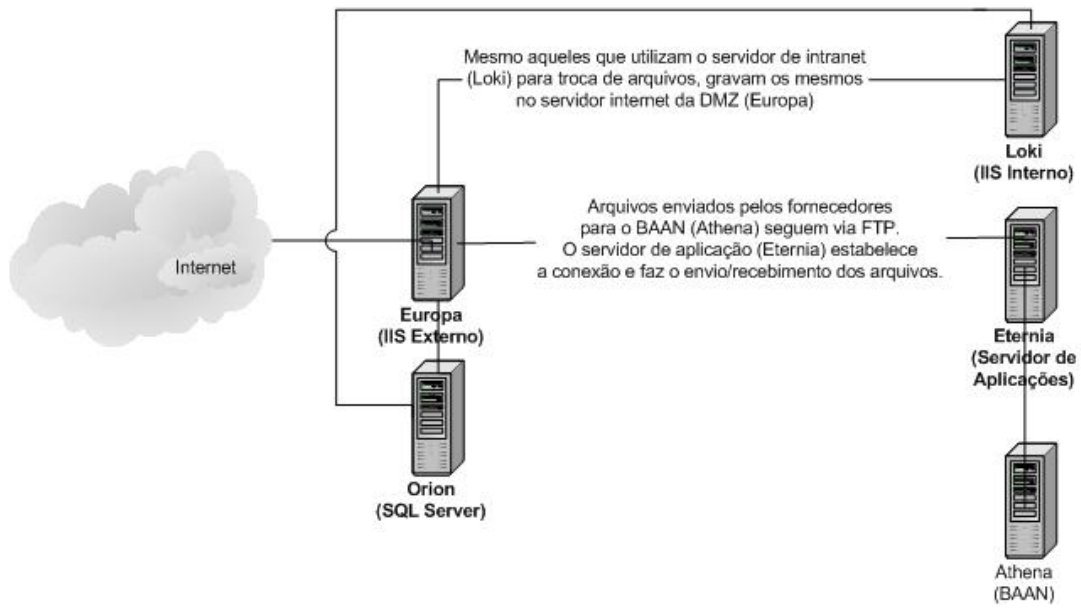 Mesmo aqueles que utilizam o servidor de intranet
(Loki) para troca de arquivos, gravam os mesmos
no servidor internet da DMZ (Europa)
Loki
(IIS Interno)
Arquivos enviados pelos fornecedores
para o BAAN (Athena) seguem via FTP.
O servidor de aplicação (Eternia) estabelece
a conexão e faz o envio/recebimento dos arquivos.
Internet
Europa
(IIS Externo)
Eternia
(Servidor de
Aplicações)
Orion
(SQL Server)
Athena
(BAAN)